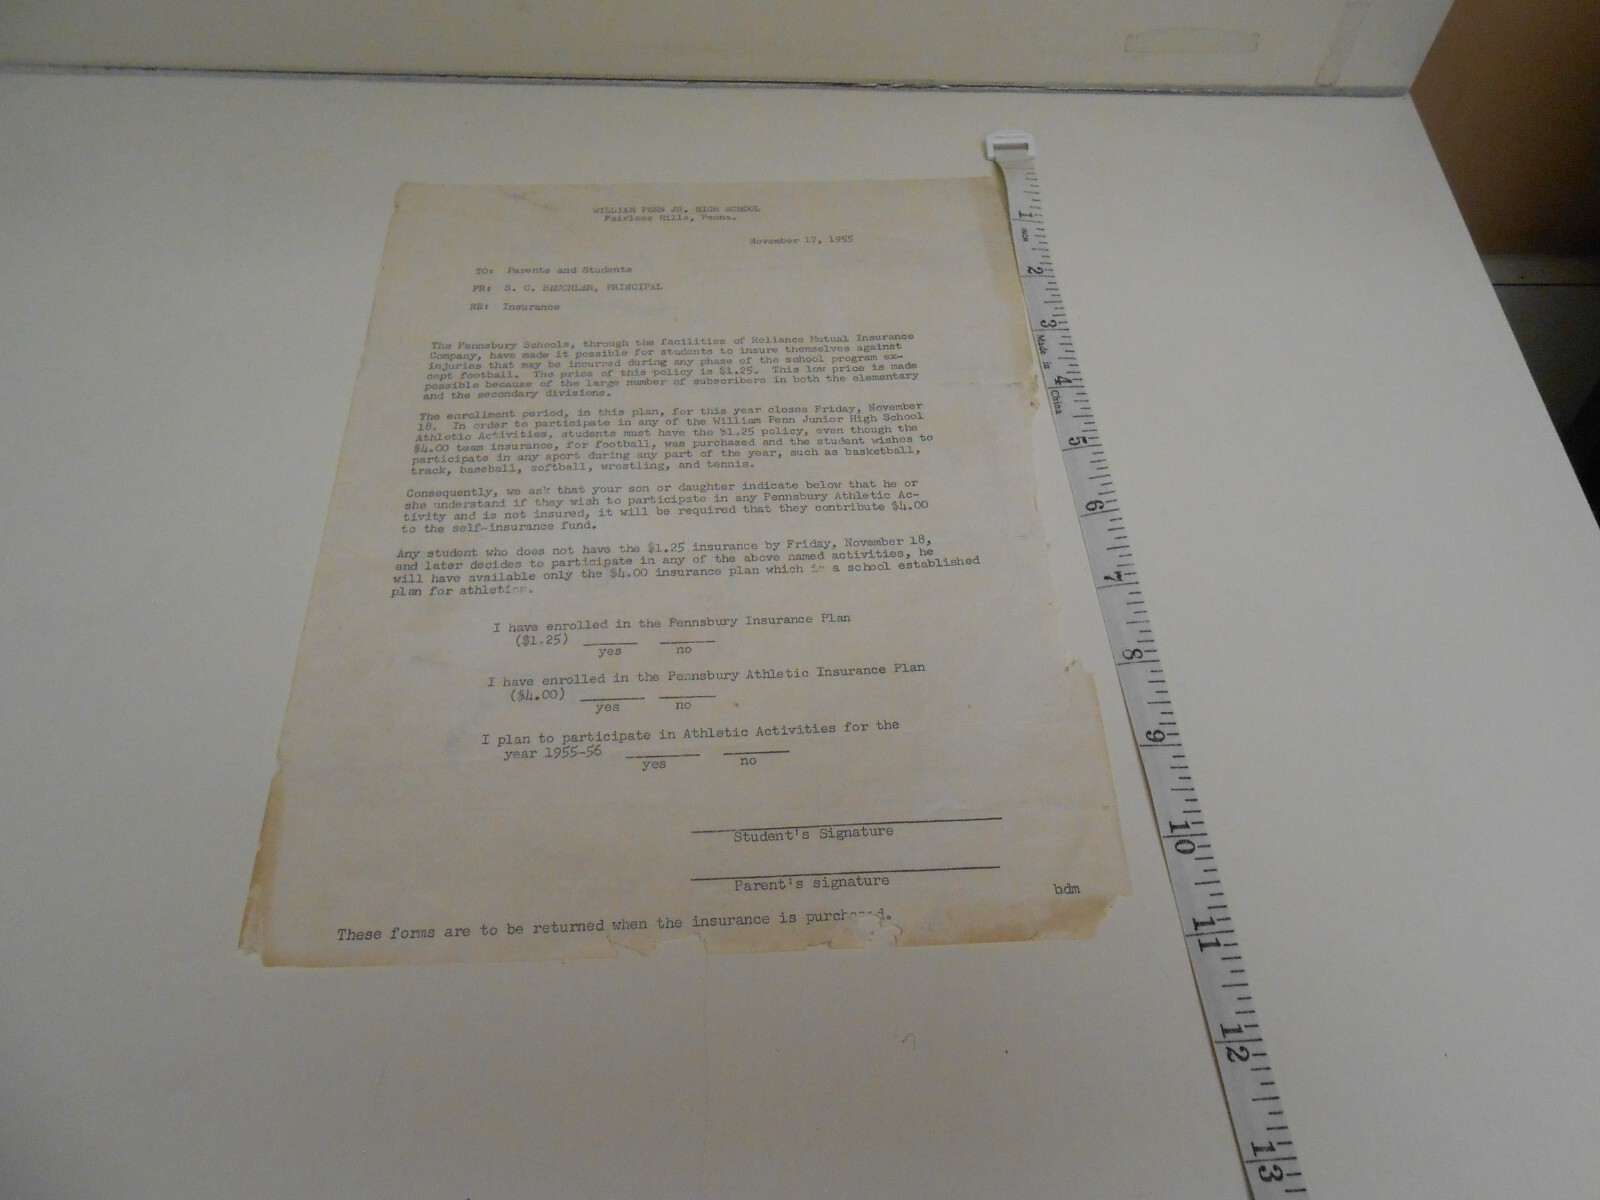 WILLIAM PENN JR. HIGH SCHOOL
Fairless Hills, Penna.
November 17, 1955
TO: Parents and Students
FR: S. C. BEUCHLER, PRINCIPAL
RE: Insurance
The Pennsbury Schools, through the facilities of Reliance Mutual Insurance
Company, have made it possible for students to insure themselves against
injuries that may be incurred during any phase of the school program ex-
cept football. The price of this policy is $1.25. This low price is made
possible because of the large number of subscribers in both the elementary
and the secondary divisions.
The enrollment period, in this plan, for this year closes Friday, November
18. In order to participate in any of the William Penn Junior High School
Athletic Activities, students must have the $1.25 policy, even though the
$4.00 team insurance, for football, was purchased and the student wishes to
participate in any sport during any part of the year, such as basketball,
track, baseball, softball, wrestling, and tennis.
Consequently, we ask that your son or daughter indicate below that he or
she understand if they wish to participate in any Pennsbury Athletic Ac-
tivity and is not insured, it will be required that they contribute $4.00
to the self-insurance fund.
Any student who does not have the $1.25 insurance by Friday, November 18,
and later decides to participate in any of the above named activities, he
will have available only the $4.00 insurance plan which is a school established
plan for athletics.
I have enrolled in the Pennsbury Insurance Plan
($1.25) ______ ______
yes no
I have enrolled in the Pennsbury Athletic Insurance Plan
($4.00) ______ ______
yes no
I plan to participate in Athletic Activities for the
year 1955-56 ______ ______
yes no
Student's Signature
Parent's signature
bdm
These forms are to be returned when the insurance is purchased.
1
INCH
2
3
Made in
4
China
5
6
7
8
9
10
11
12
13